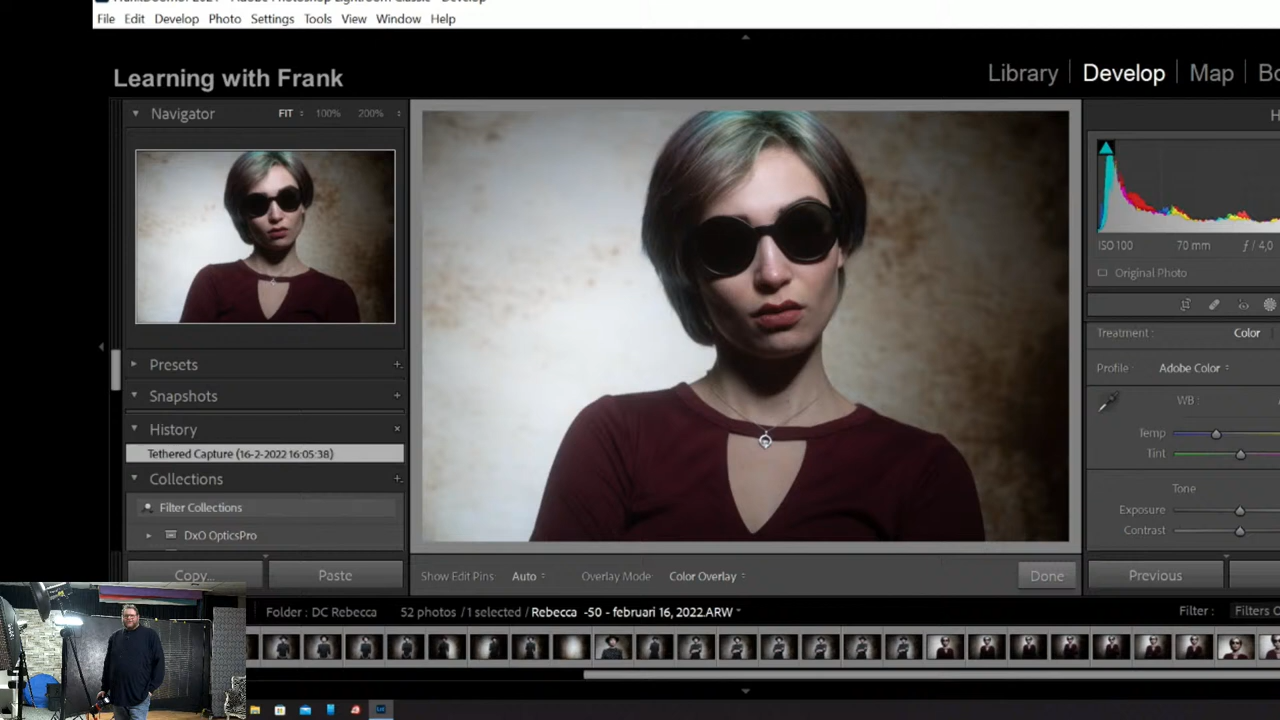 File Edit Develop Photo Settings Tools View Window Help
Learning with Frank
Library Develop Map
Navigator FIT 100% 200%
ISO 100 70 mm f / 4,0
Original Photo
Treatment : Color
Presets
Profile : Adobe Color
Snapshots
WB :
History
Temp
Tethered Capture (16-2-2022 16:05:38)
Tint
Collections
Tone
Filter Collections
Exposure
DxO OpticsPro
Contrast
Copy... Paste
Show Edit Pins Auto Overlay Mode: Color Overlay Done
Previous
Folder : DC Rebecca 52 photos / 1 selected / Rebecca -50 - februari 16, 2022.ARW
Filter :